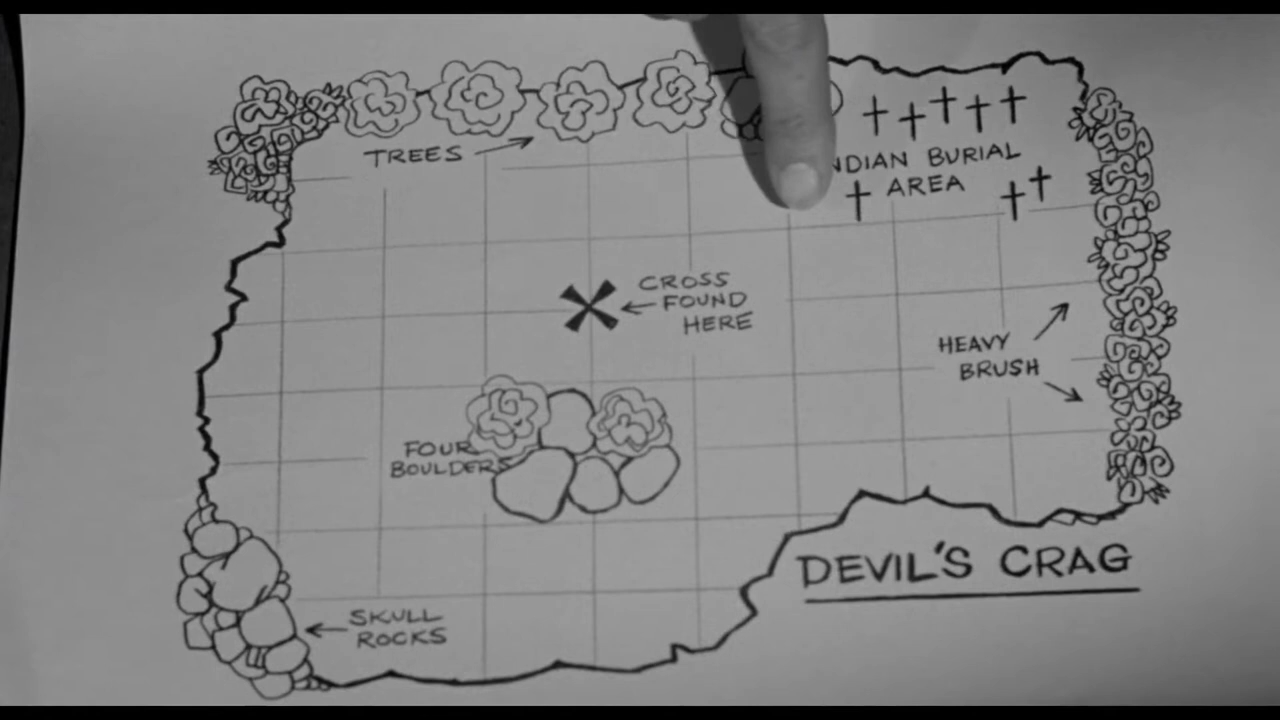 TREES
NDIAN BURIAL
AREA
CROSS
FOUND
HERE
HEAVY
BRUSH
FOUR
BOULDERS
DEVIL'S CRAG
SKULL
ROCKS